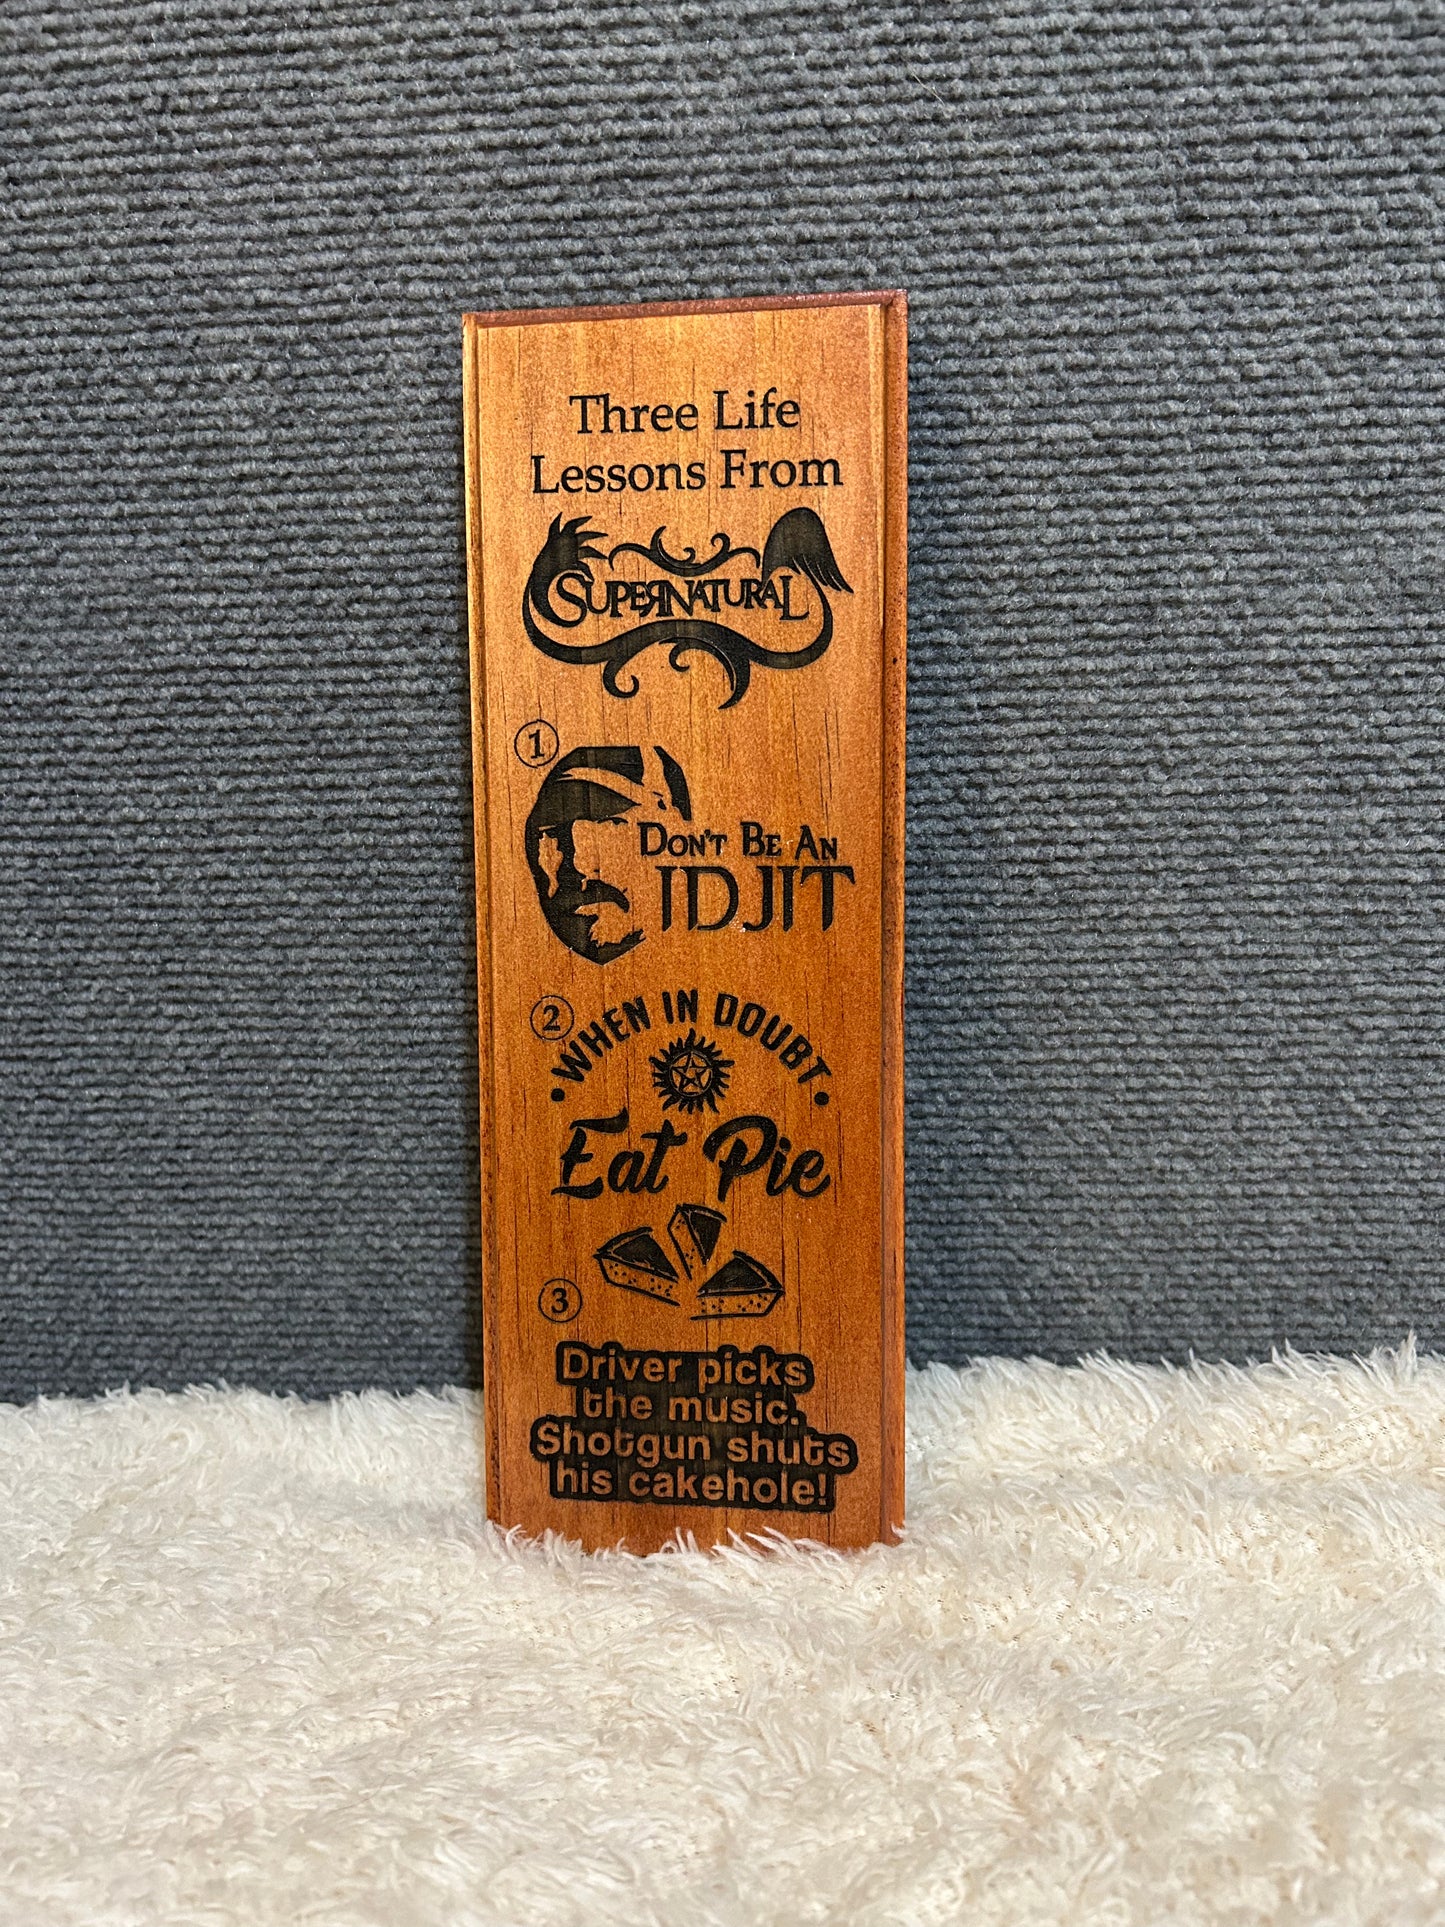 Three Life
Lessons From
SUPERNATURAL
1
DON'T BE AN
IDJIT
2
• WHEN IN DOUBT •
Eat Pie
3
Driver picks
the music.
Shotgun shuts
his cakehole!